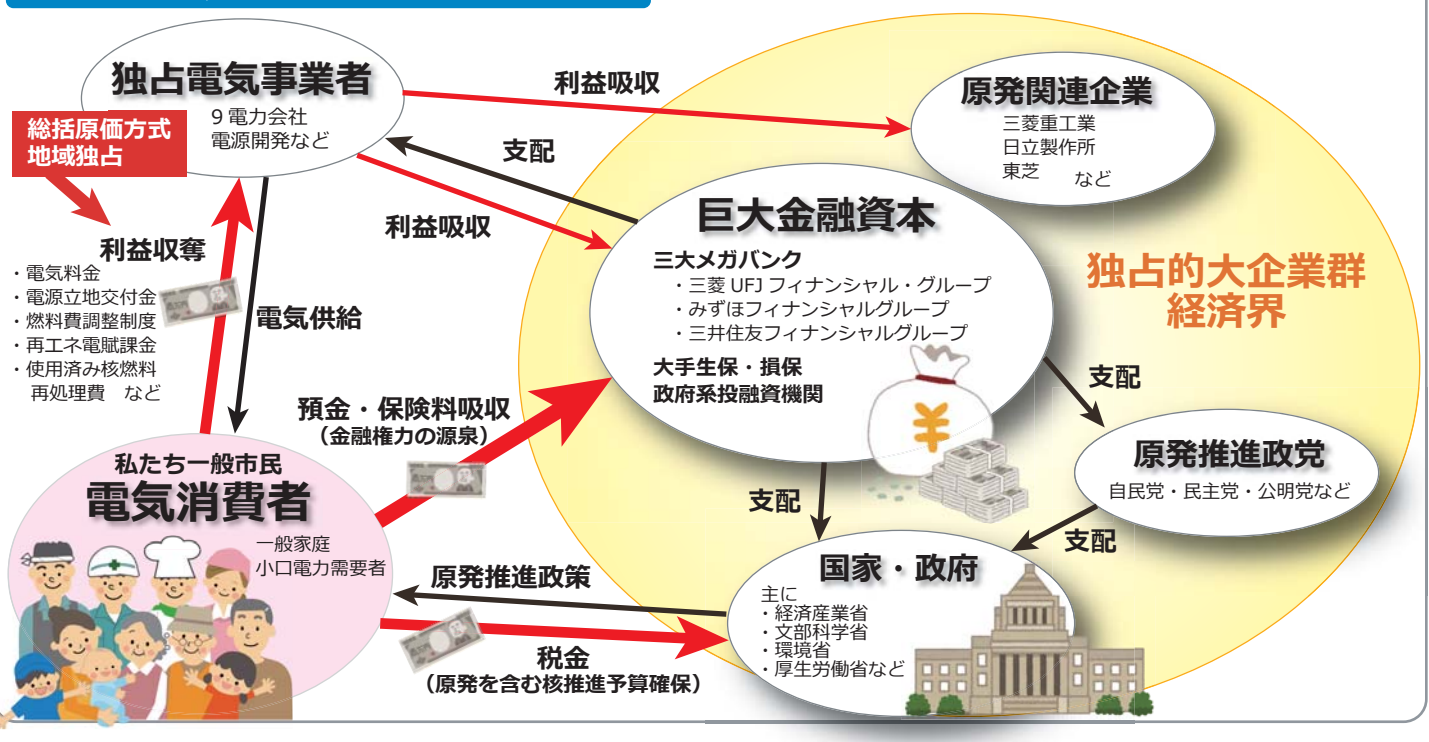 独占電気事業者
9 電力会社
電源開発など
総括原価方式
地域独占
利益吸収
原発関連企業
三菱重工業
日立製作所
東芝 など
支配
利益吸収
巨大金融資本
三大メガバンク
・三菱 UFJ フィナンシャル・グループ
・みずほフィナンシャルグループ
・三井住友フィナンシャルグループ
大手生保・損保
政府系投融資機関
独占的大企業群
経済界
利益収奪
・電気料金
・電源立地交付金
・燃料費調整制度
・再エネ電賦課金
・使用済み核燃料
再処理費 など
電気供給
預金・保険料吸収
(金融権力の源泉)
支配
原発推進政党
自民党・民主党・公明党など
支配
支配
私たち一般市民
電気消費者
一般家庭
小口電力需要者
原発推進政策
税金
(原発を含む核推進予算確保)
国家・政府
主に
・経済産業省
・文部科学省
・環境省
・厚生労働省など